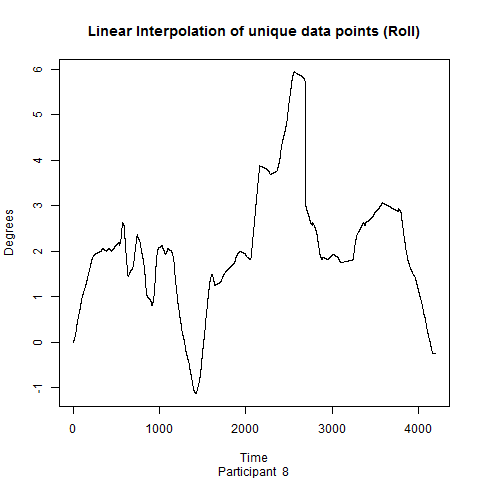 Linear Interpolation of unique data points (Roll)
Degrees
6
5
4
3
2
1
0
-1
0 1000 2000 3000 4000
Time
Participant 8